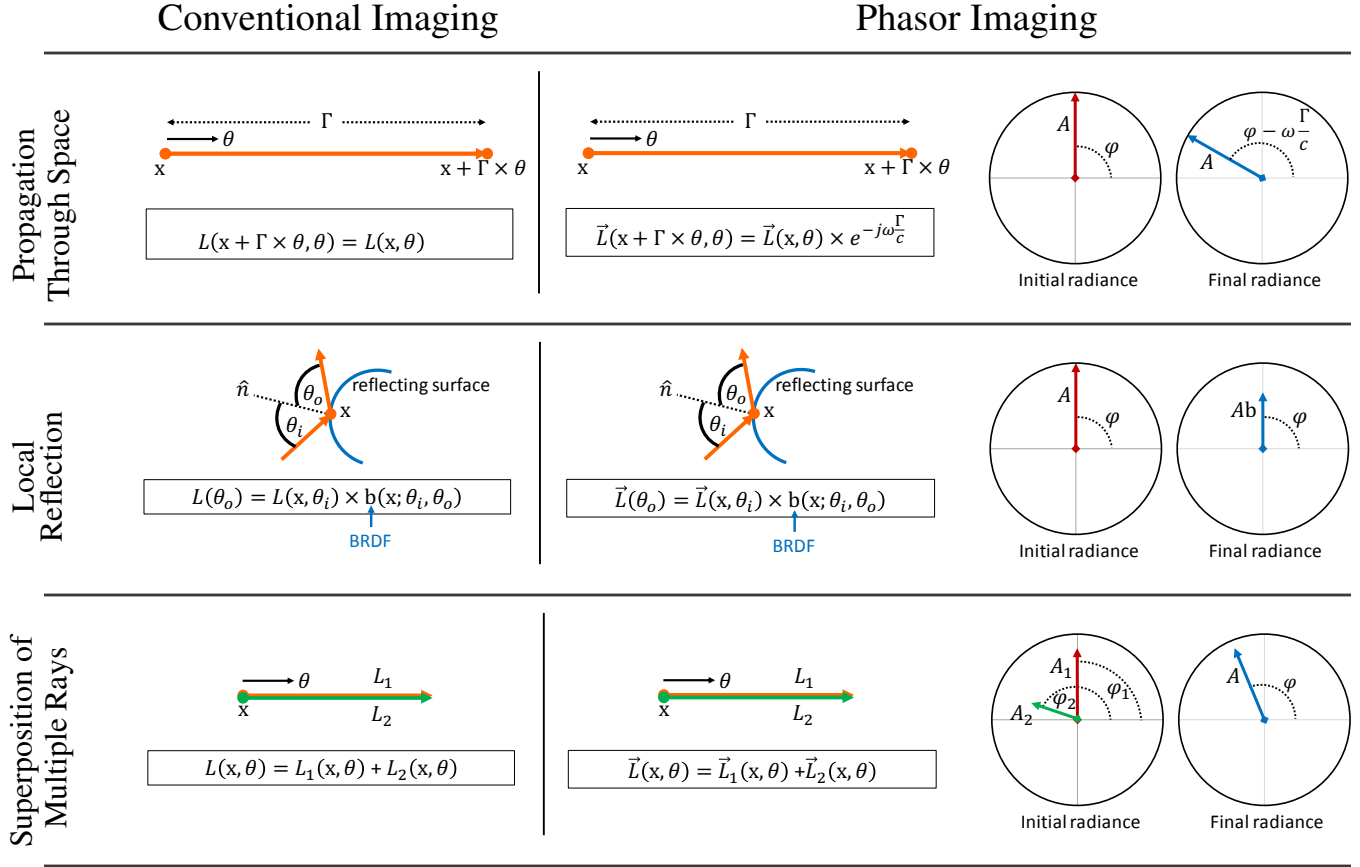 Conventional Imaging
Phasor Imaging
Propagation
Through Space
Γ
θ
x
x + Γ × θ
L(x + Γ × θ, θ) = L(x, θ)
Γ
θ
x
x + Γ × θ
L⃗(x + Γ × θ, θ) = L⃗(x, θ) × e^{−jω Γ/c}
A
φ
Initial radiance
A
φ − ω Γ/c
Final radiance
Local
Reflection
n̂
θ_o
θ_i
x
reflecting surface
L(θ_o) = L(x, θ_i) × b(x; θ_i, θ_o)
BRDF
n̂
θ_o
θ_i
x
reflecting surface
L⃗(θ_o) = L⃗(x, θ_i) × b(x; θ_i, θ_o)
BRDF
A
φ
Initial radiance
Ab
φ
Final radiance
Superposition of
Multiple Rays
θ
L_1
x
L_2
L(x, θ) = L_1(x, θ) + L_2(x, θ)
θ
L_1
x
L_2
L⃗(x, θ) = L⃗_1(x, θ) +L⃗_2(x, θ)
A_1
φ_1
φ_2
A_2
Initial radiance
A
φ
Final radiance